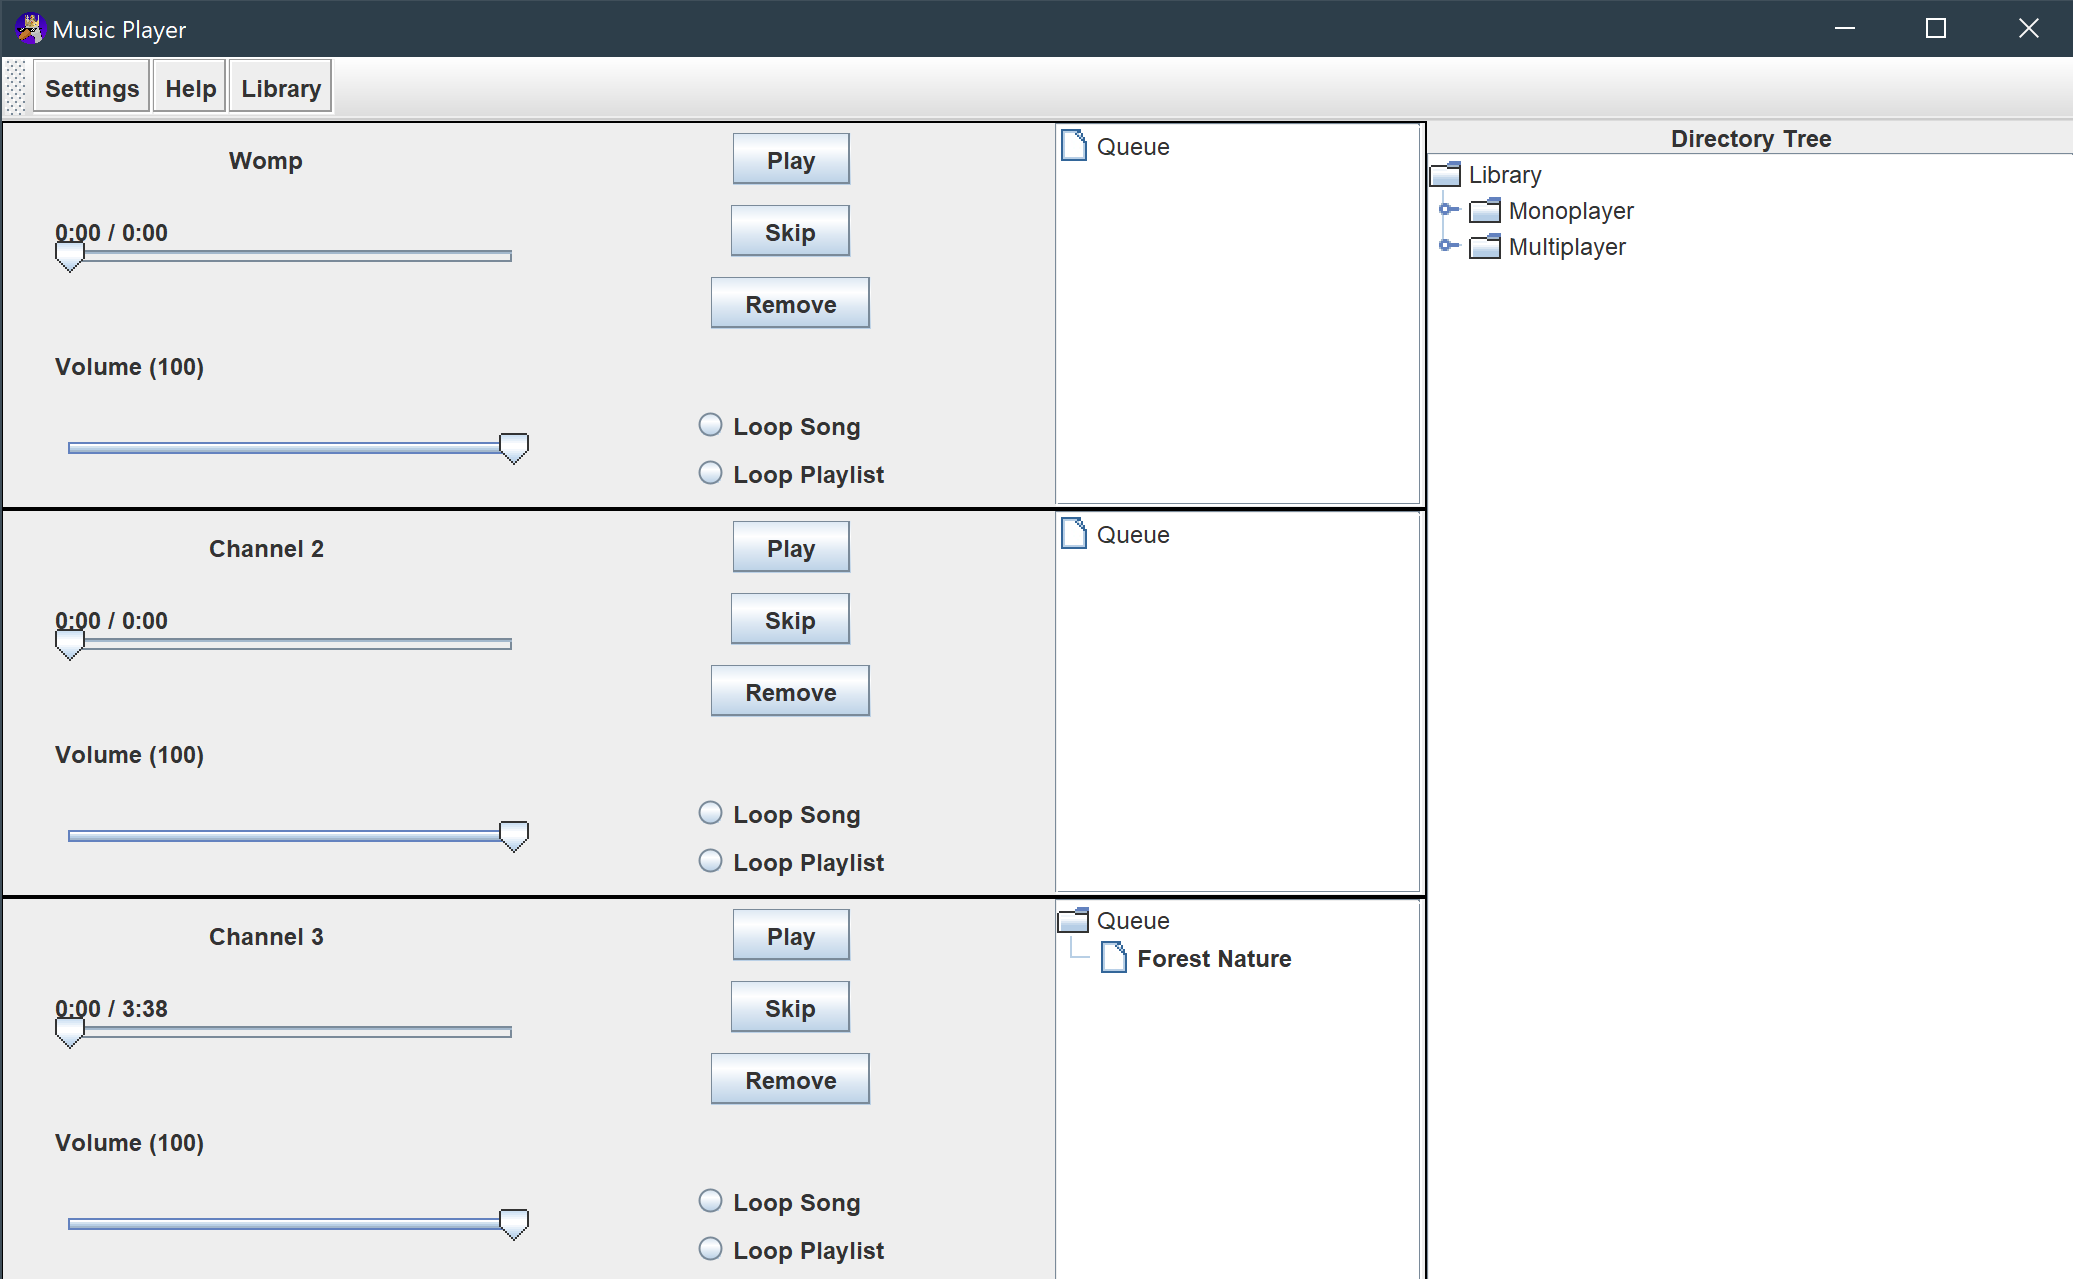 Music Player
Settings Help Library
Womp
Play
0:00 / 0:00
Skip
Remove
Volume (100)
Loop Song
Loop Playlist
Queue
Channel 2
Play
0:00 / 0:00
Skip
Remove
Volume (100)
Loop Song
Loop Playlist
Queue
Channel 3
Play
0:00 / 3:38
Skip
Remove
Volume (100)
Loop Song
Loop Playlist
Queue
Forest Nature
Directory Tree
Library
Monoplayer
Multiplayer